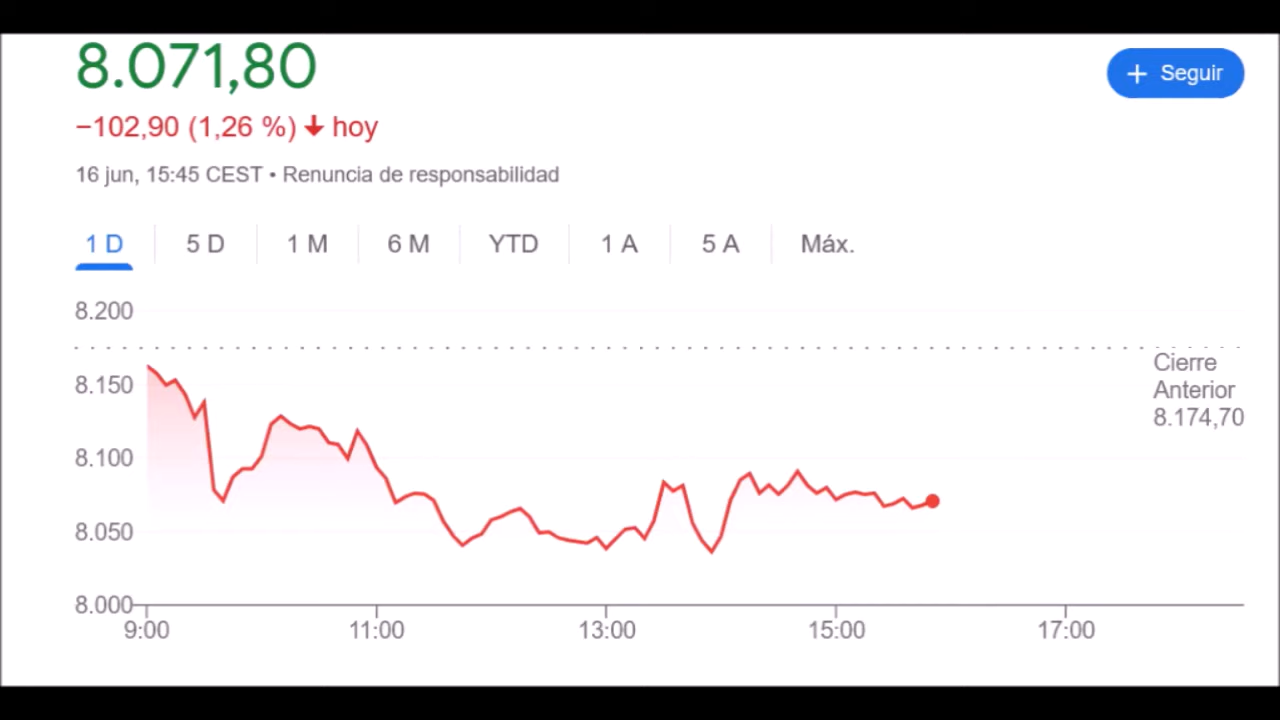 8.071,80
+ Seguir
−102,90 (1,26 %) ↓ hoy
16 jun, 15:45 CEST • Renuncia de responsabilidad
1 D 5 D 1 M 6 M YTD 1 A 5 A Máx.
8.200
Cierre
Anterior
8.174,70
8.150
8.100
8.050
8.000
9:00 11:00 13:00 15:00 17:00